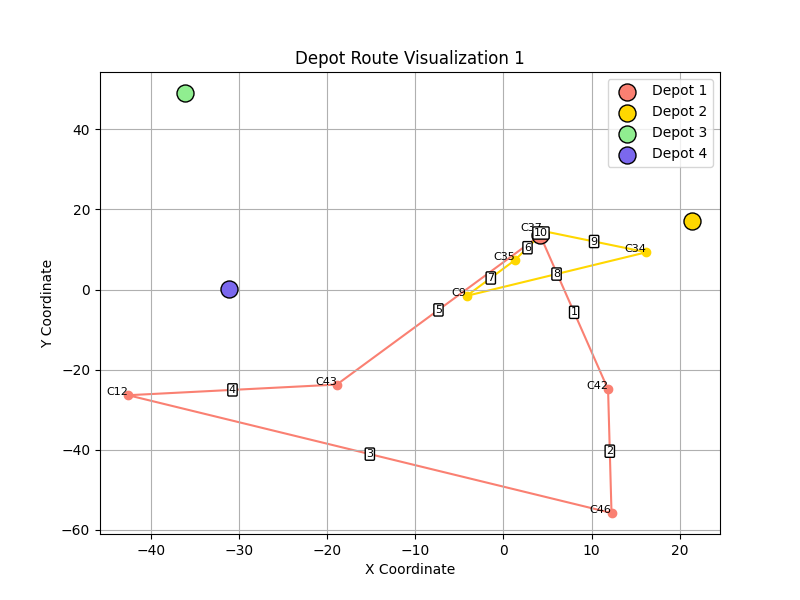 Depot Route Visualization 1
Depot 1
Depot 2
Depot 3
Depot 4
Y Coordinate
40
20
0
−20
−40
−60
C37
10
9
C34
6
C35
7
8
C9
5
1
C43
4
C12
C42
3
2
C46
−40
−30
−20
−10
0
10
20
X Coordinate